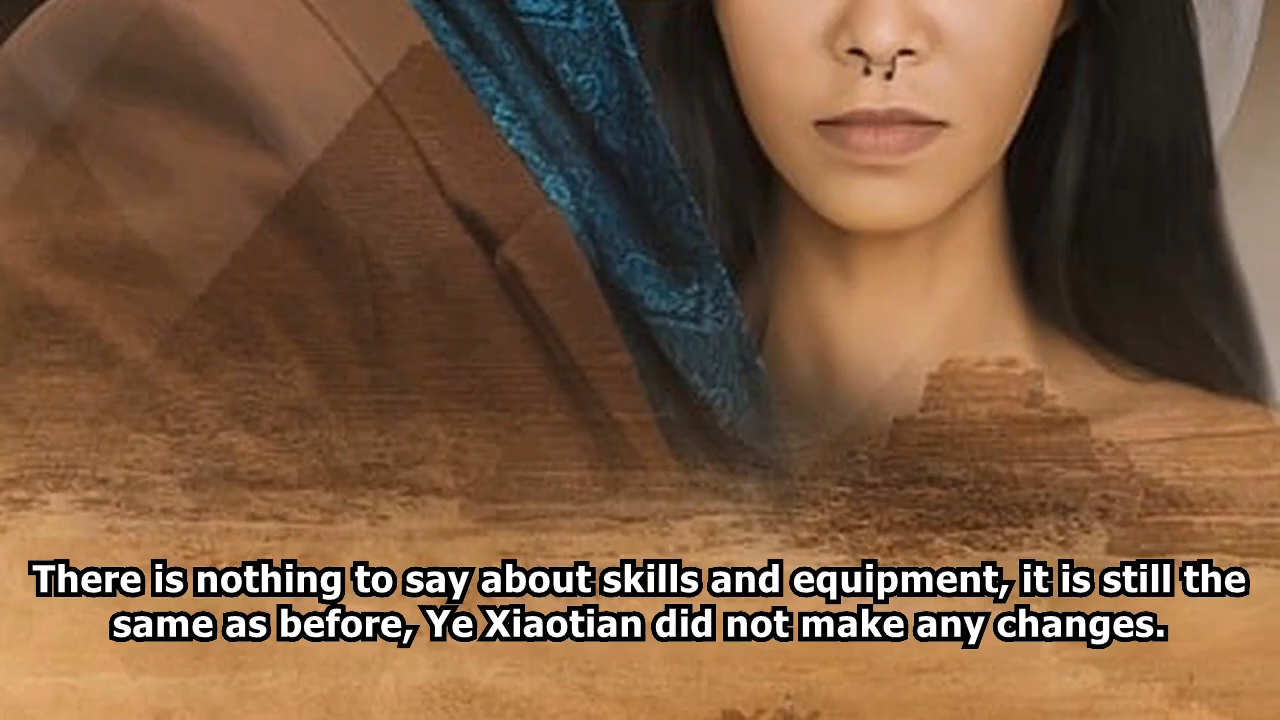 There is nothing to say about skills and equipment, it is still the
same as before, Ye Xiaotian did not make any changes.